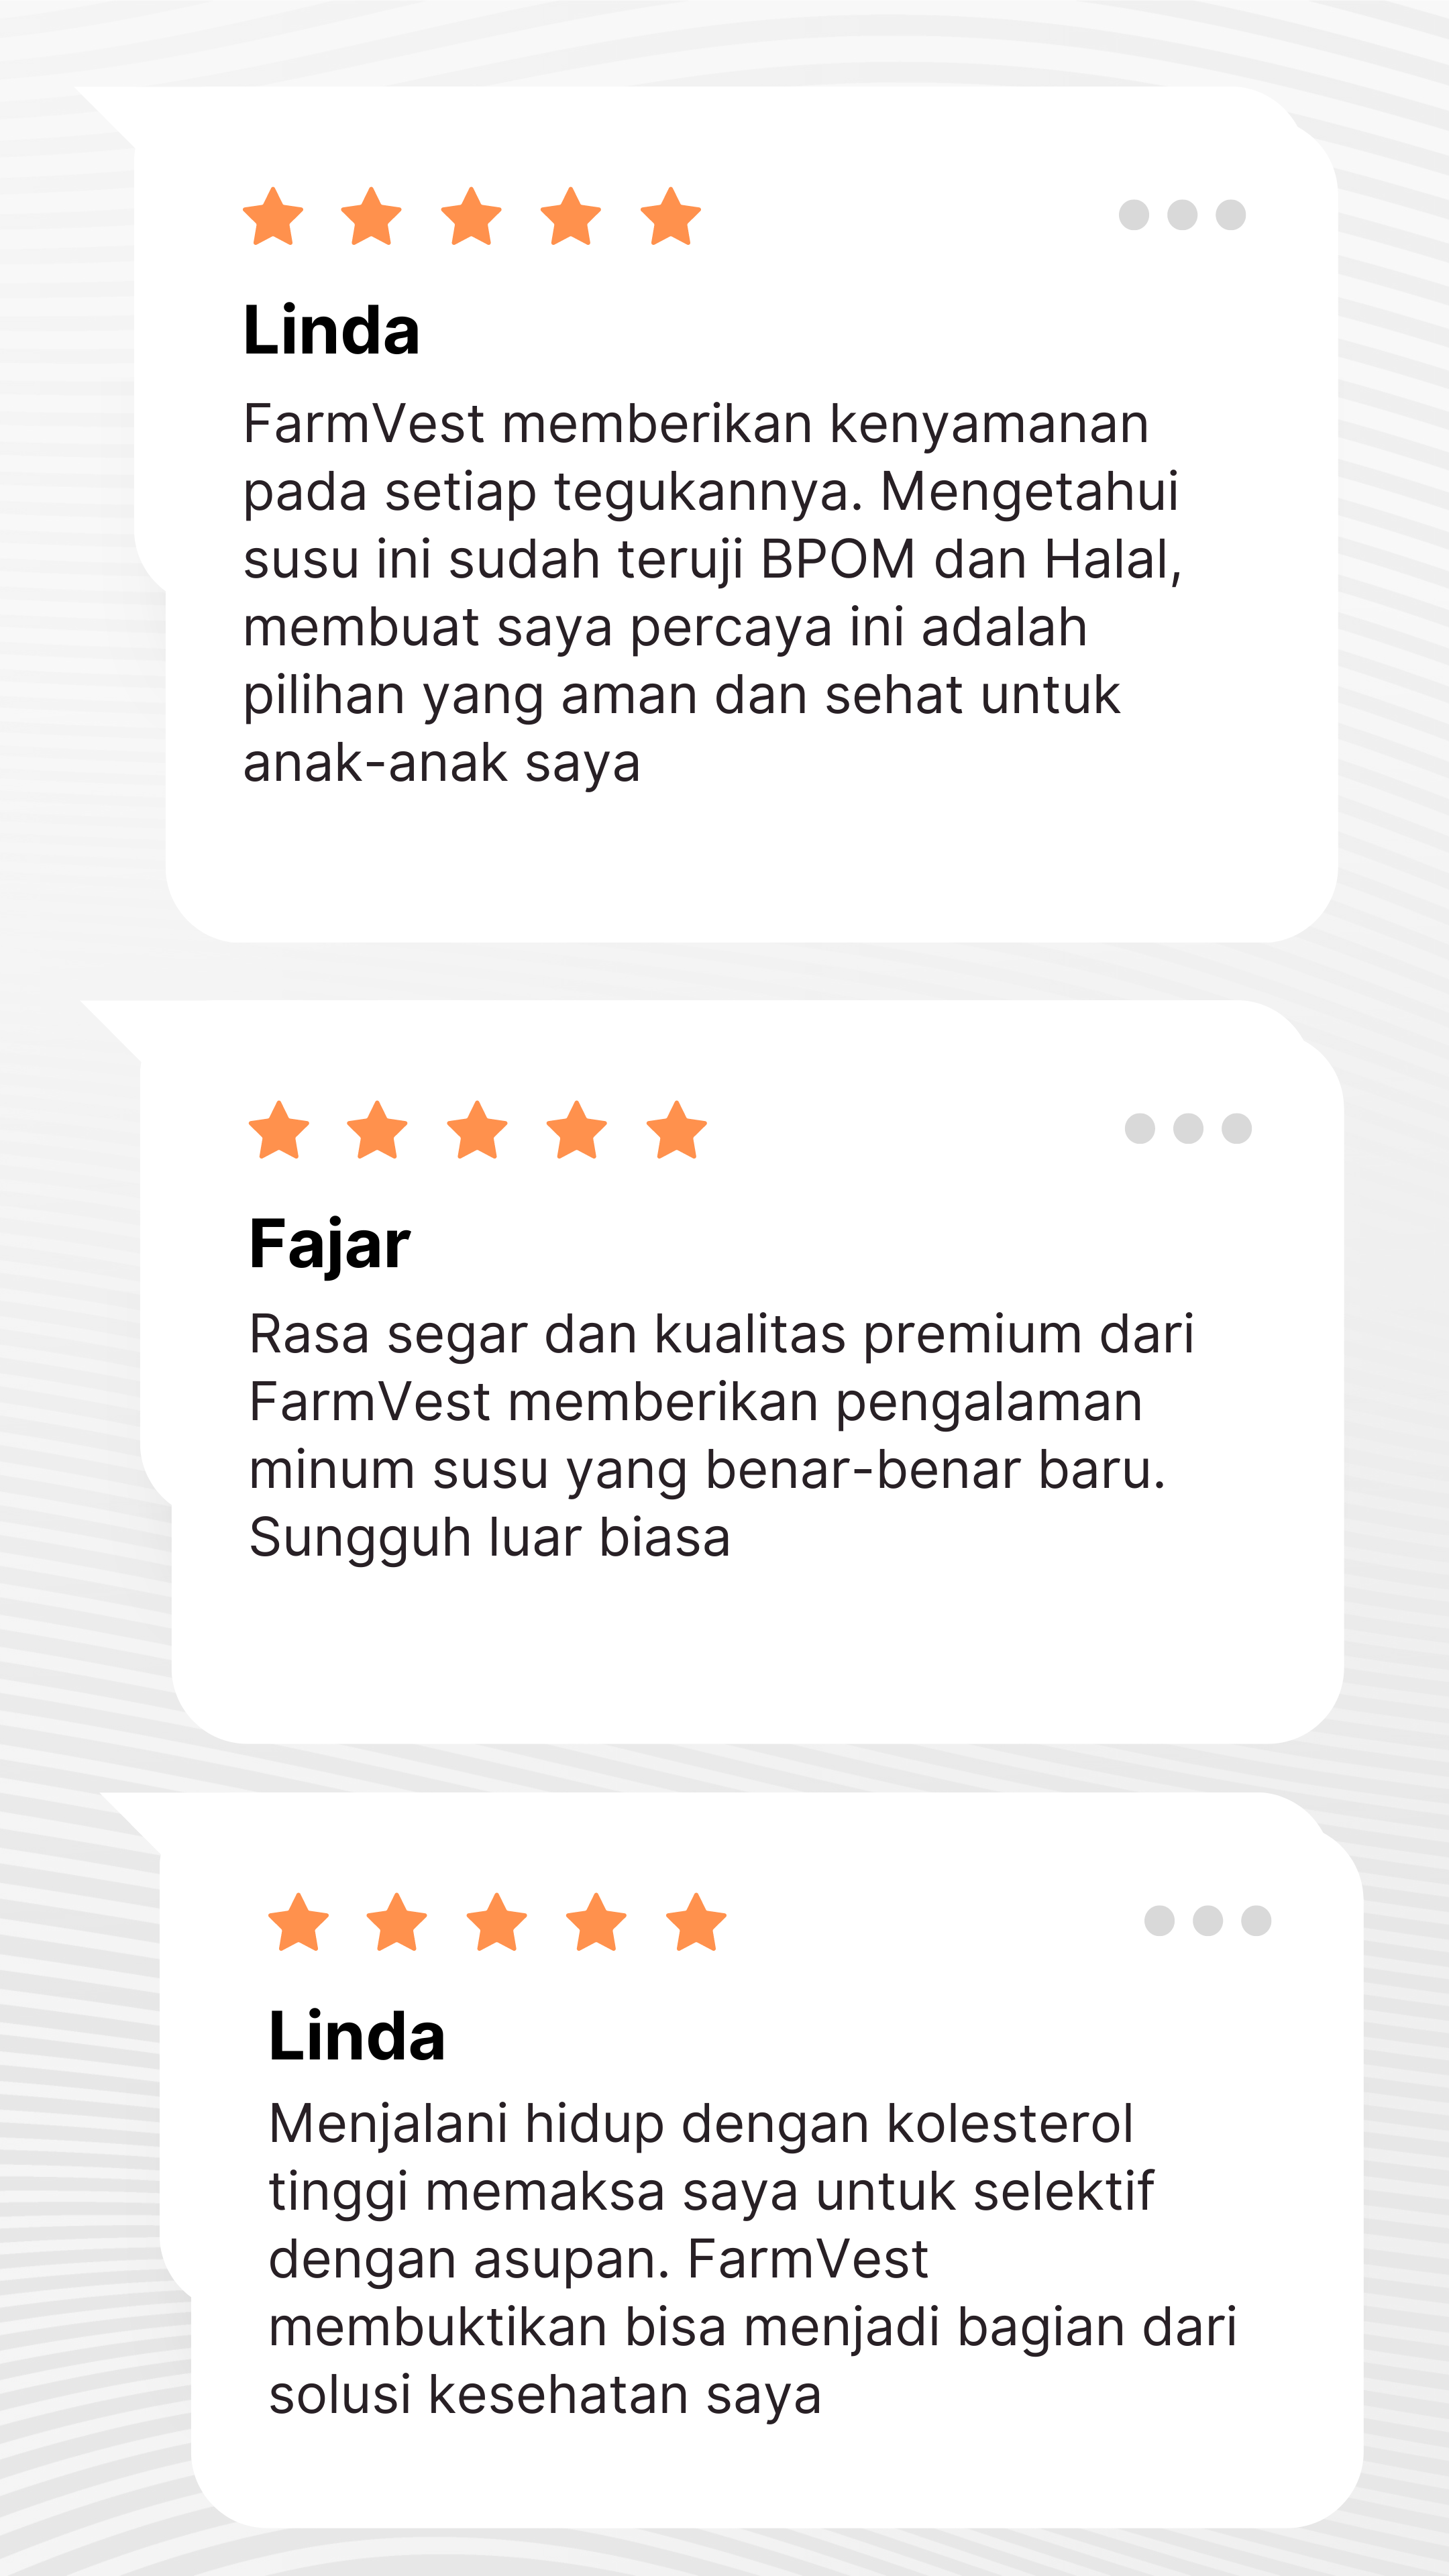 Linda
FarmVest memberikan kenyamanan
pada setiap tegukannya. Mengetahui
susu ini sudah teruji BPOM dan Halal,
membuat saya percaya ini adalah
pilihan yang aman dan sehat untuk
anak-anak saya
Fajar
Rasa segar dan kualitas premium dari
FarmVest memberikan pengalaman
minum susu yang benar-benar baru.
Sungguh luar biasa
Linda
Menjalani hidup dengan kolesterol
tinggi memaksa saya untuk selektif
dengan asupan. FarmVest
membuktikan bisa menjadi bagian dari
solusi kesehatan saya